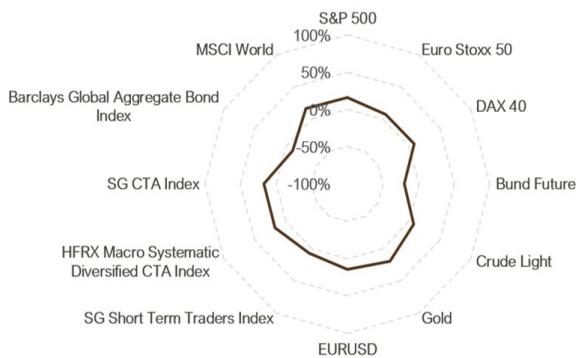 S&P 500
100%
MSCI World
Euro Stoxx 50
50%
Barclays Global Aggregate Bond
Index
DAX 40
0%
-50%
SG CTA Index
-100%
Bund Future
HFRX Macro Systematic
Diversified CTA Index
Crude Light
SG Short Term Traders Index
Gold
EURUSD